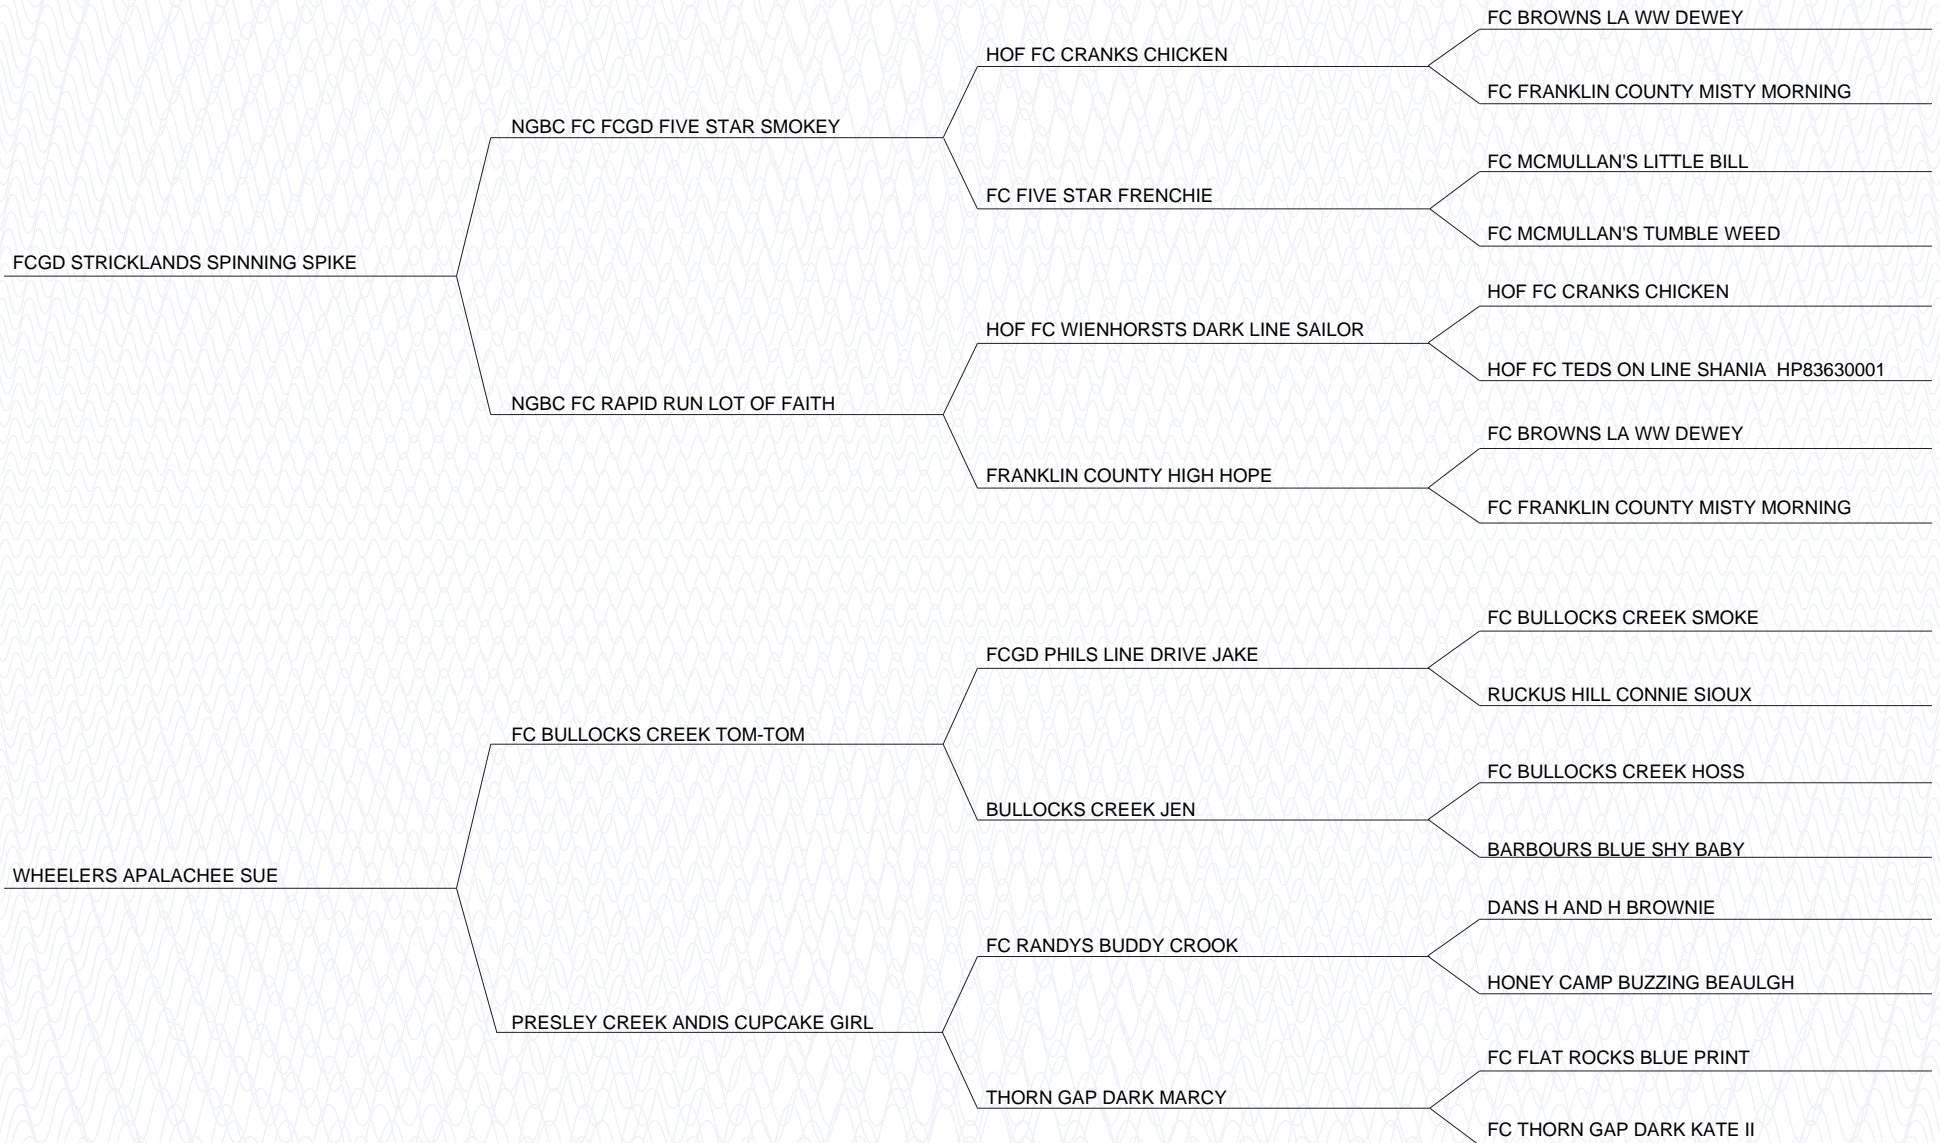 FC BROWNS LA WW DEWEY
HOF FC CRANKS CHICKEN
FC FRANKLIN COUNTY MISTY MORNING
NGBC FC FCGD FIVE STAR SMOKEY
FC MCMULLAN'S LITTLE BILL
FC FIVE STAR FRENCHIE
FC MCMULLAN'S TUMBLE WEED
FCGD STRICKLANDS SPINNING SPIKE
HOF FC CRANKS CHICKEN
HOF FC WIENHORSTS DARK LINE SAILOR
HOF FC TEDS ON LINE SHANIA HP83630001
NGBC FC RAPID RUN LOT OF FAITH
FC BROWNS LA WW DEWEY
FRANKLIN COUNTY HIGH HOPE
FC FRANKLIN COUNTY MISTY MORNING
FC BULLOCKS CREEK SMOKE
FCGD PHILS LINE DRIVE JAKE
RUCKUS HILL CONNIE SIOUX
FC BULLOCKS CREEK TOM-TOM
FC BULLOCKS CREEK HOSS
BULLOCKS CREEK JEN
BARBOURS BLUE SHY BABY
WHEELERS APALACHEE SUE
DANS H AND H BROWNIE
FC RANDYS BUDDY CROOK
HONEY CAMP BUZZING BEAULGH
PRESLEY CREEK ANDIS CUPCAKE GIRL
FC FLAT ROCKS BLUE PRINT
THORN GAP DARK MARCY
FC THORN GAP DARK KATE II